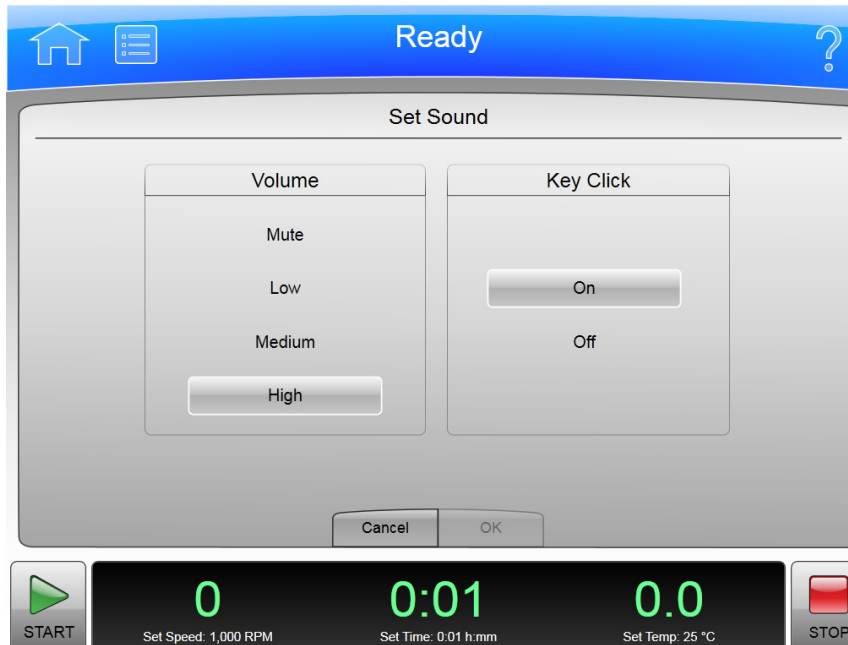 Ready
?
Set Sound
Volume
Mute
Low
Medium
High
Key Click
On
Off
Cancel
OK
START
0
Set Speed: 1,000 RPM
0:01
Set Time: 0:01 h:mm
0.0
Set Temp: 25 °C
STOP